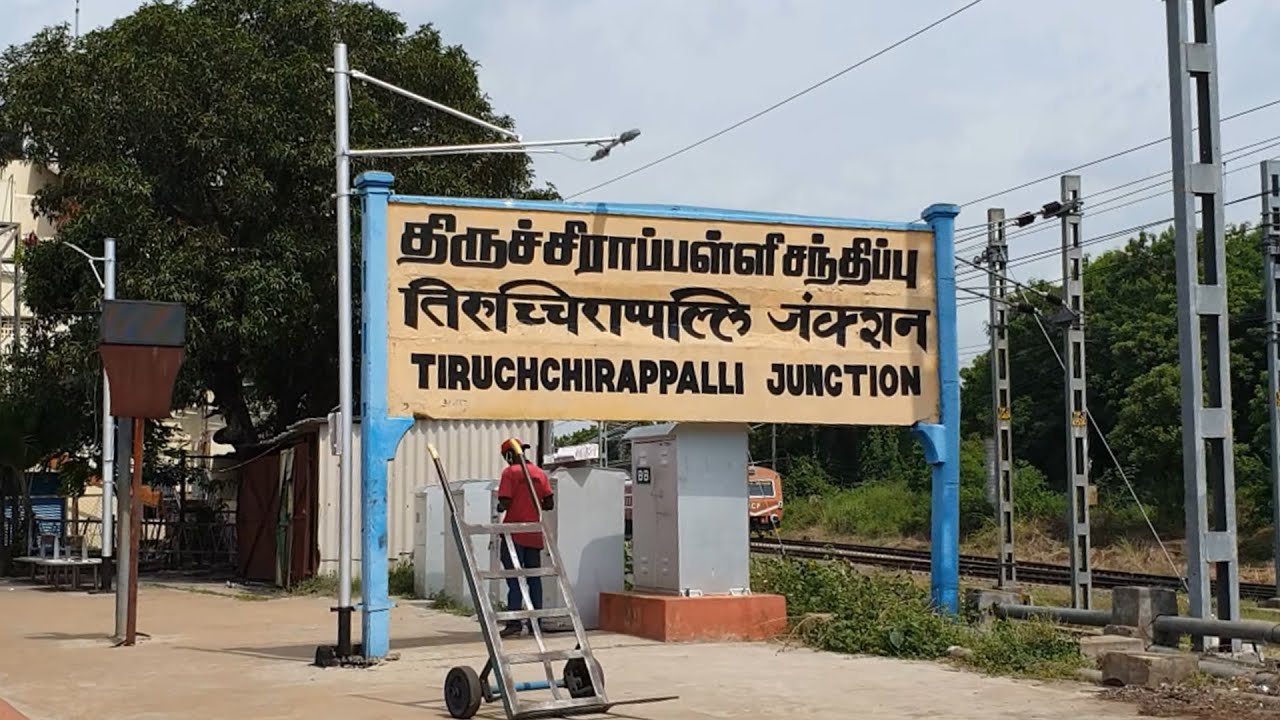 திருச்சிராப்பள்ளி சந்திப்பு
तिरुच्चिराप्पल्लि जंक्शन
TIRUCHCHIRAPPALLI JUNCTION